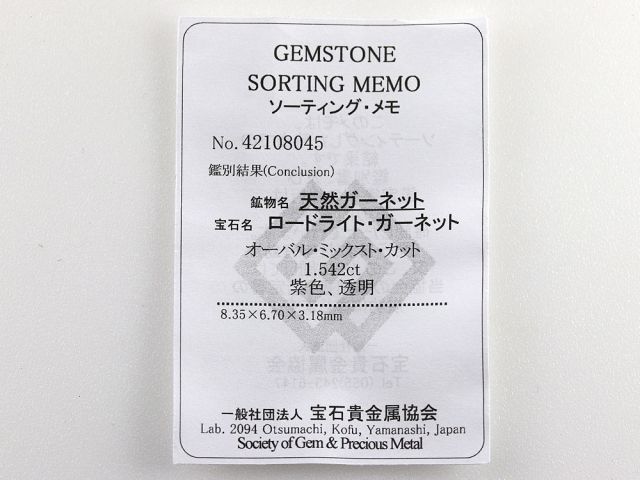 GEMSTONE
SORTING MEMO
ソーティング・メモ
No. 42108045
鑑別結果(Conclusion)
鉱物名 天然ガーネット
宝石名 ロードライト・ガーネット
オーバル・ミックスト・カット
1.542ct
紫色、透明
8.35×6.70×3.18mm
一般社団法人 宝石貴金属協会
Lab. 2094 Otsumachi, Kofu, Yamanashi, Japan
Society of Gem & Precious Metal